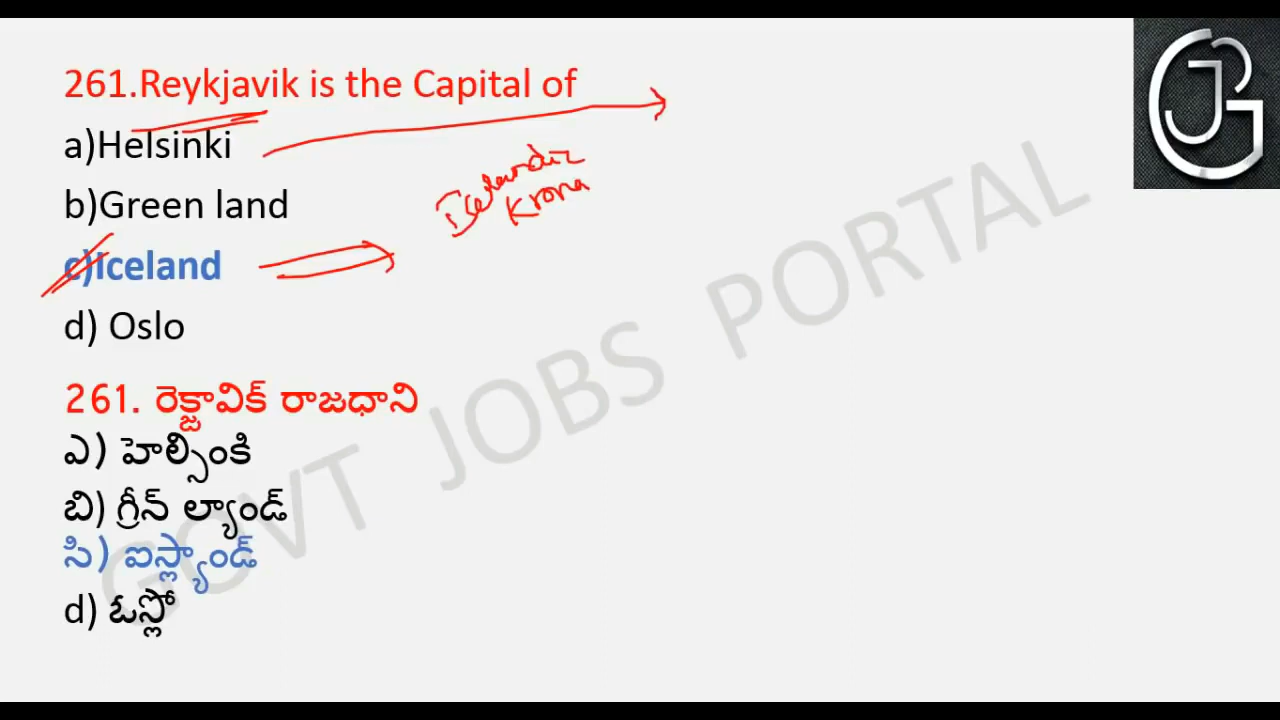 261.Reykjavik is the Capital of
a)Helsinki
b)Green land
c)Iceland
d) Oslo
Icelandic
Krona
261. రెక్జావిక్ రాజధాని
ఎ) హెల్సింకి
బి) గ్రీన్ ల్యాండ్
సి) ఐస్ల్యాండ్
d) ఓస్లో
GOVT JOBS PORTAL
GJ